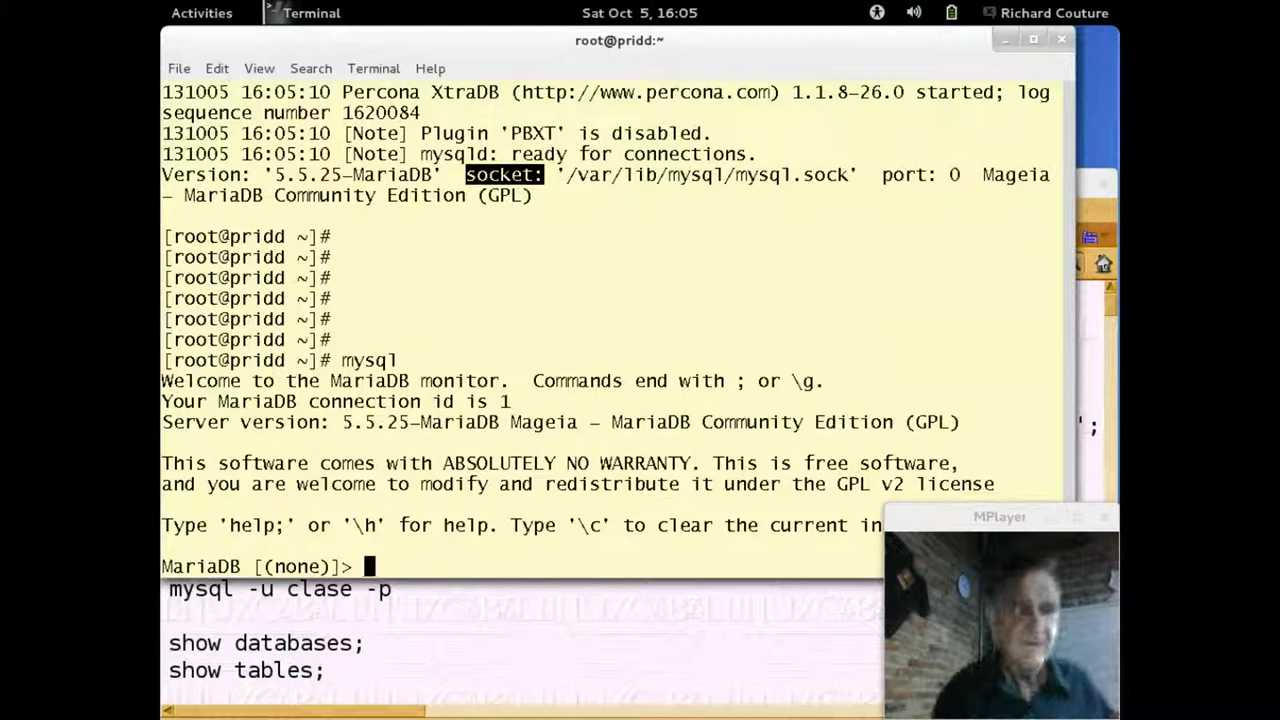 Activities
Terminal
Sat Oct 5, 16:05
Richard Couture
root@pridd:~
File Edit View Search Terminal Help
131005 16:05:10 Percona XtraDB (http://www.percona.com) 1.1.8-26.0 started; log
sequence number 1620084
131005 16:05:10 [Note] Plugin 'PBXT' is disabled.
131005 16:05:10 [Note] mysqld: ready for connections.
Version: '5.5.25-MariaDB'  socket: '/var/lib/mysql/mysql.sock'  port: 0  Mageia
- MariaDB Community Edition (GPL)
[root@pridd ~]#
[root@pridd ~]#
[root@pridd ~]#
[root@pridd ~]#
[root@pridd ~]#
[root@pridd ~]#
[root@pridd ~]# mysql
Welcome to the MariaDB monitor.  Commands end with ; or \g.
Your MariaDB connection id is 1
Server version: 5.5.25-MariaDB Mageia - MariaDB Community Edition (GPL)
';
This software comes with ABSOLUTELY NO WARRANTY. This is free software,
and you are welcome to modify and redistribute it under the GPL v2 license
Type 'help;' or '\h' for help. Type '\c' to clear the current in
MPlayer
MariaDB [(none)]>
mysql -u clase -p
show databases;
show tables;